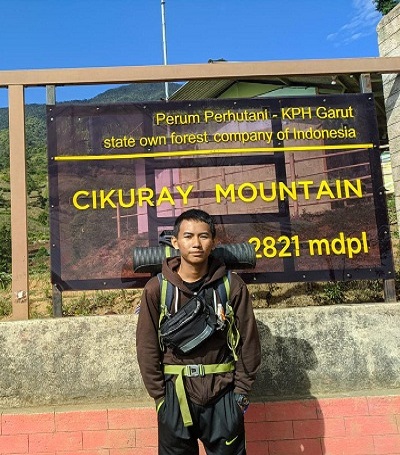 Perum Perhutani - KPH Garut
state own forest company of Indonesia
CIKURAY MOUNTAIN
2821 mdpl